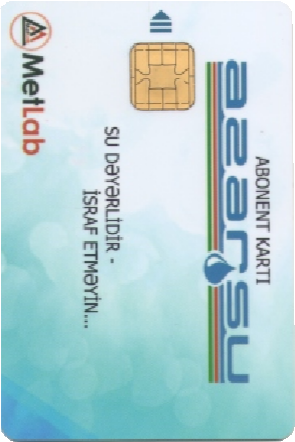 azərsu
ABONENT KARTI
SU DƏYƏRLİDİR -
İSRAF ETMƏYİN...
MetLab